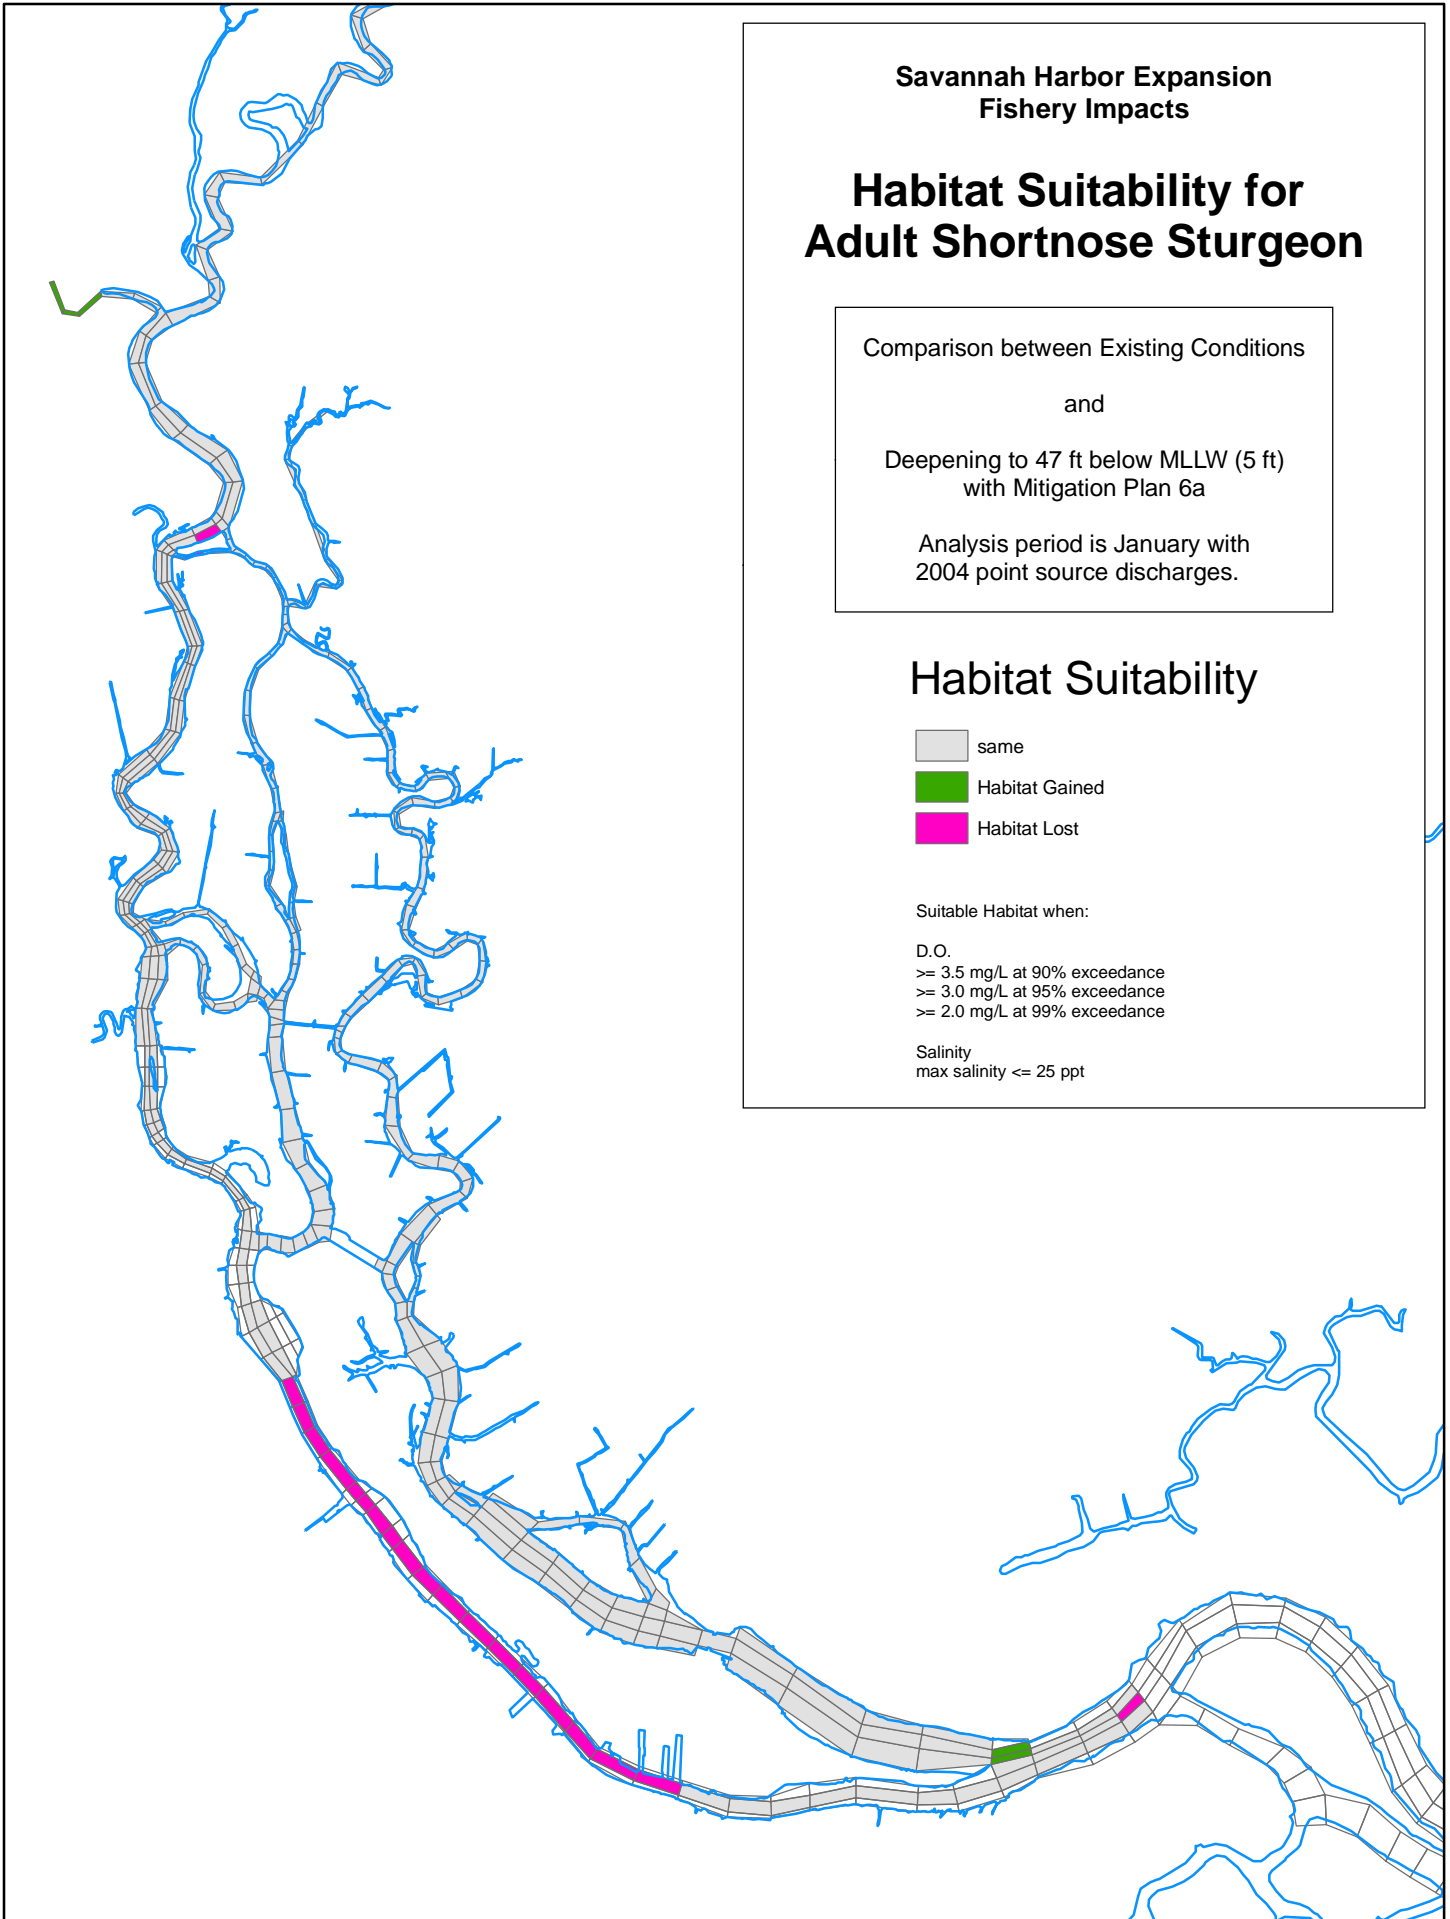 Savannah Harbor Expansion
Fishery Impacts
Habitat Suitability for
Adult Shortnose Sturgeon
Comparison between Existing Conditions
and
Deepening to 47 ft below MLLW (5 ft)
with Mitigation Plan 6a
Analysis period is January with
2004 point source discharges.
Habitat Suitability
same
Habitat Gained
Habitat Lost
Suitable Habitat when:
D.O.
>= 3.5 mg/L at 90% exceedance
>= 3.0 mg/L at 95% exceedance
>= 2.0 mg/L at 99% exceedance
Salinity
max salinity <= 25 ppt